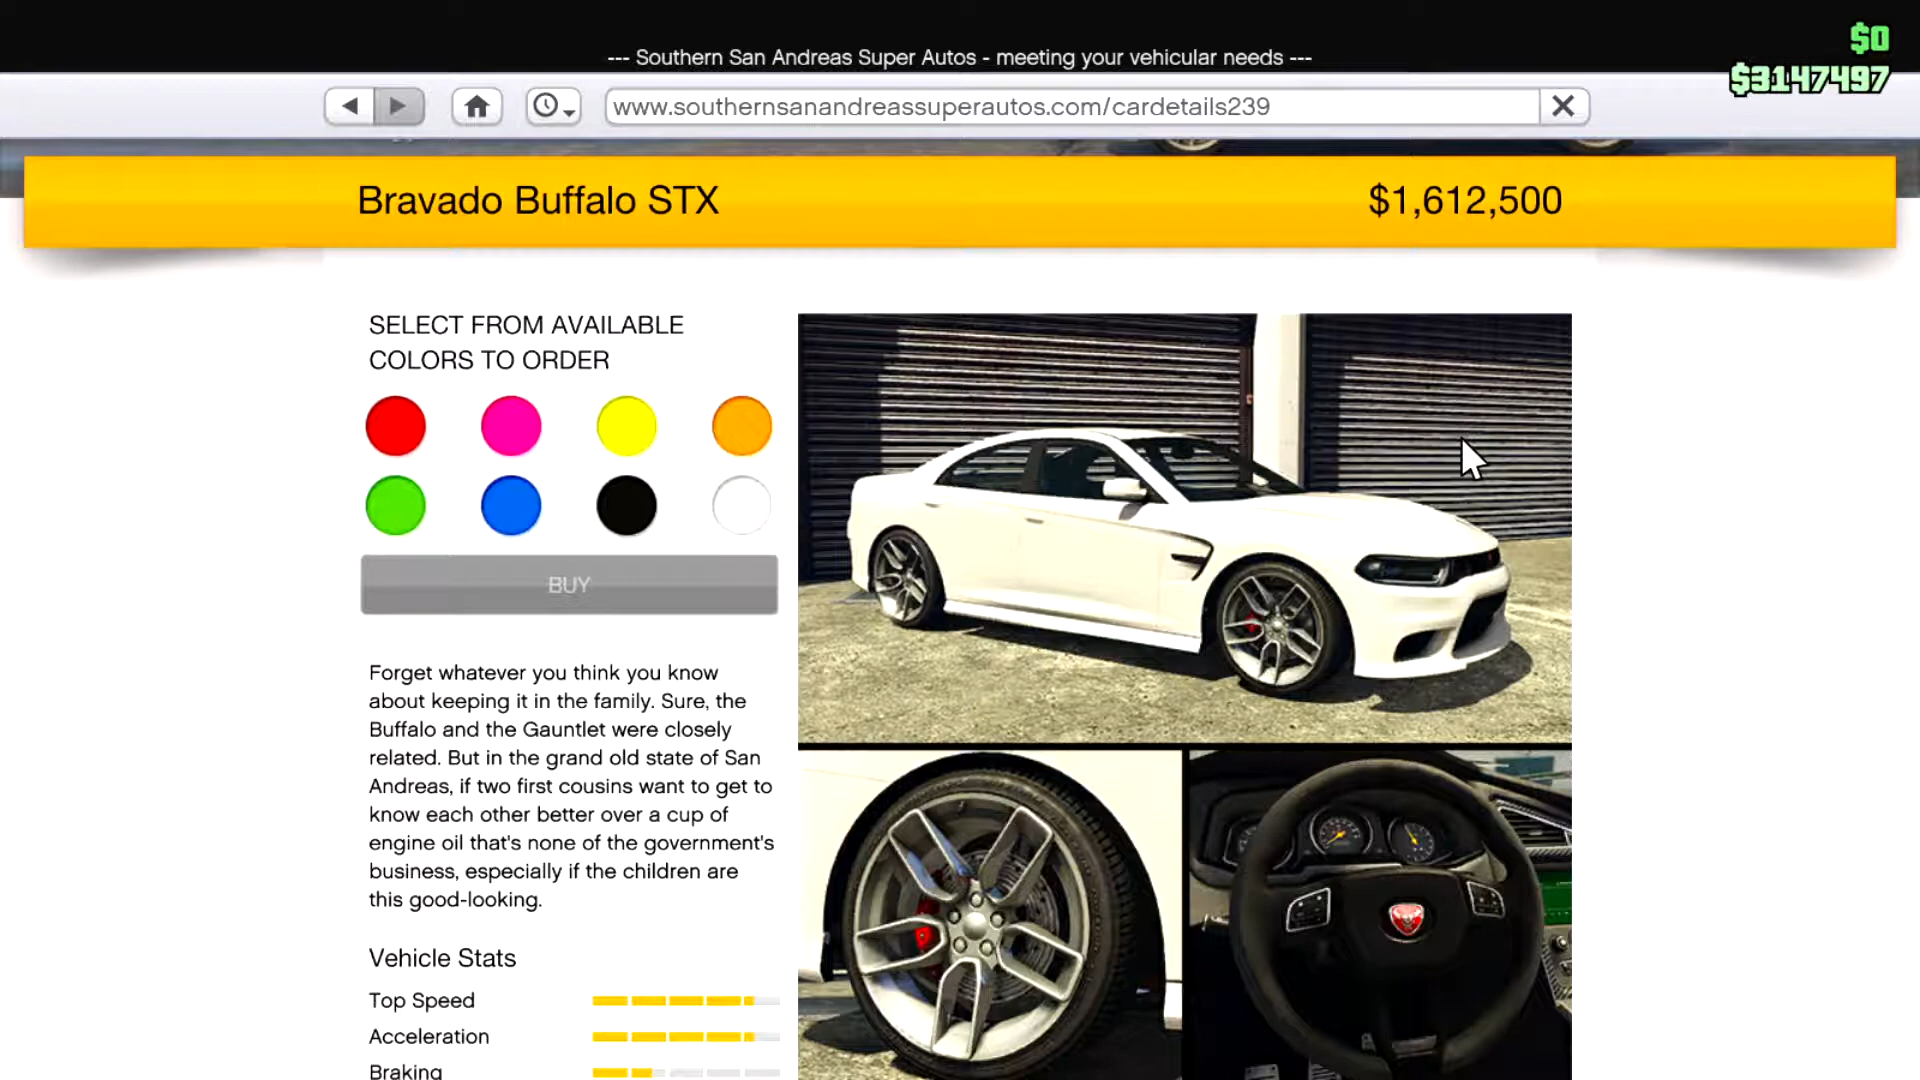 --- Southern San Andreas Super Autos - meeting your vehicular needs ---
$0
$3147497
www.southernsanandreassuperautos.com/cardetails239
Bravado Buffalo STX
$1,612,500
SELECT FROM AVAILABLE
COLORS TO ORDER
BUY
Forget whatever you think you know
about keeping it in the family. Sure, the
Buffalo and the Gauntlet were closely
related. But in the grand old state of San
Andreas, if two first cousins want to get to
know each other better over a cup of
engine oil that's none of the government's
business, especially if the children are
this good-looking.
Vehicle Stats
Top Speed
Acceleration
Braking